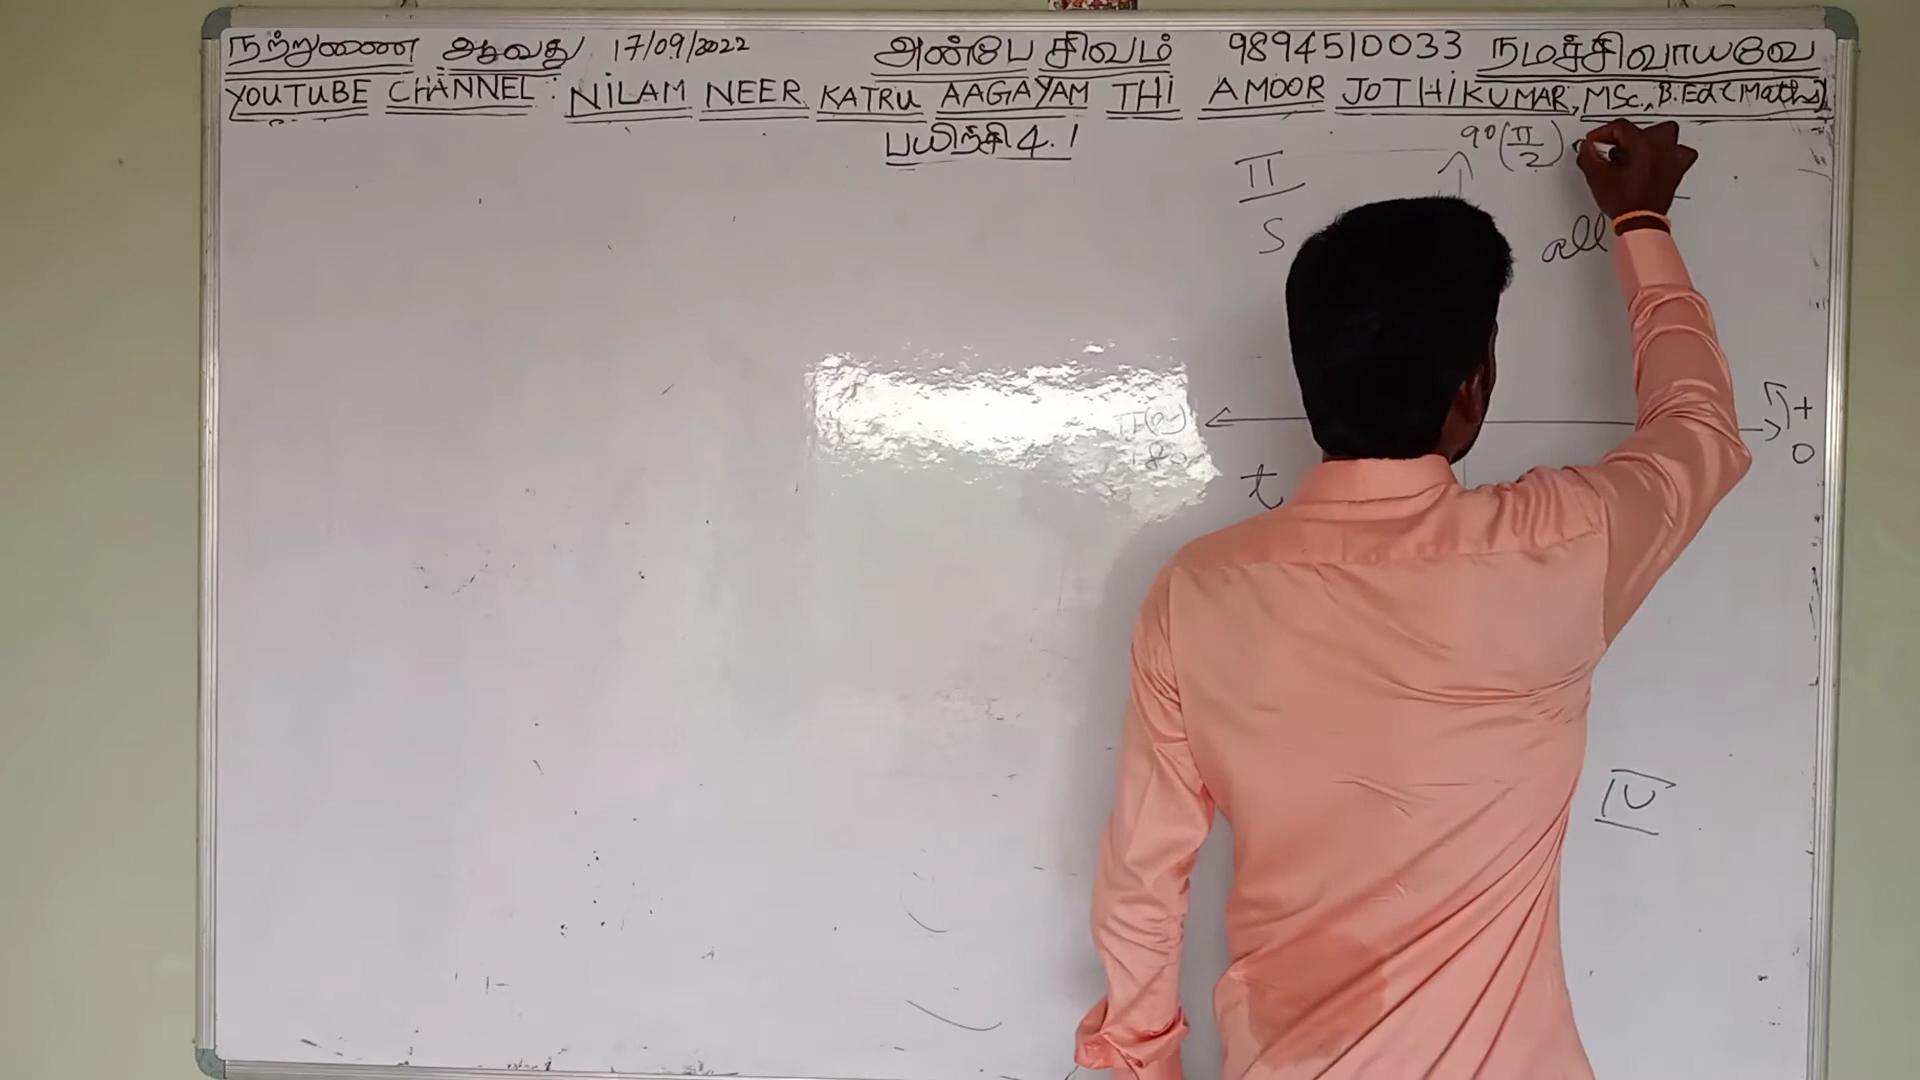 நற்றுணை ஆவது 17/09/2022 அன்பே சிவம் 9894510033 நமச்சிவாயவே
YOUTUBE CHANNEL : NILAM NEER KATRU AAGAYAM THI AMOOR JOTHIKUMAR, MSc., B.Ed (Maths)
பயிற்சி 4.1
90 (π/2)
II
S all
+
π
180 0
t
IV